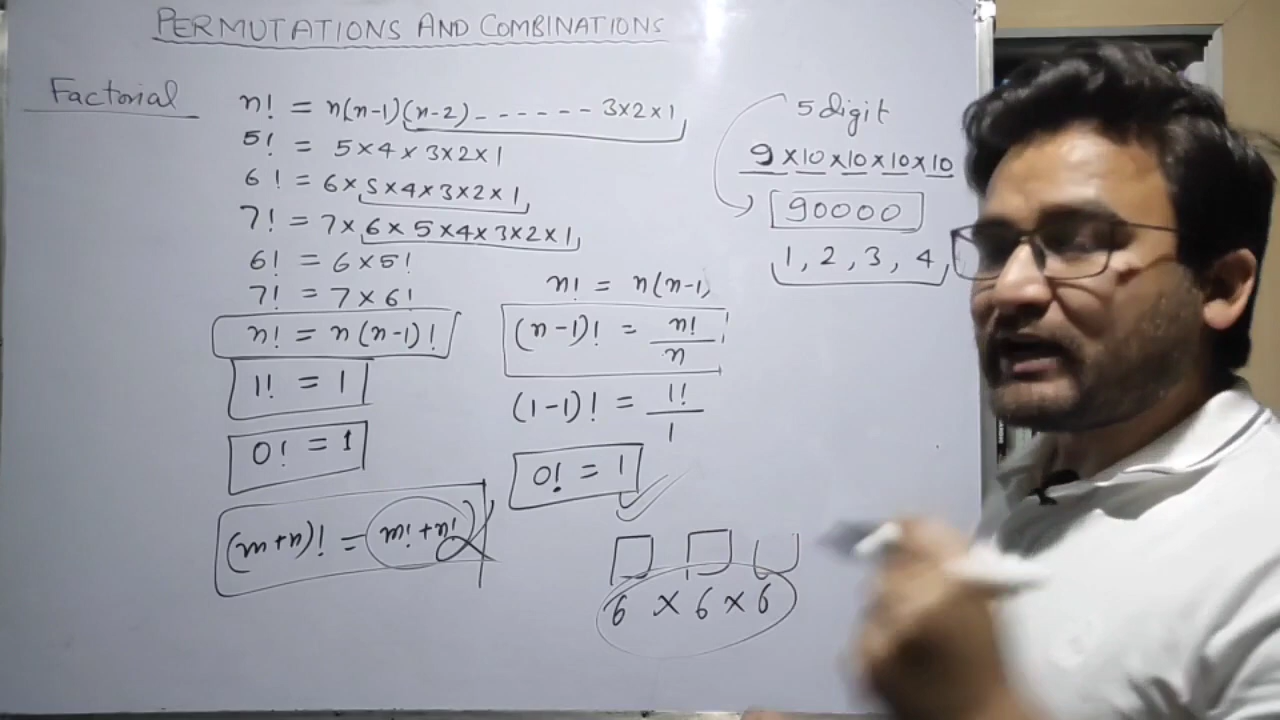 PERMUTATIONS AND COMBINATIONS
Factorial
n! = n(n-1)(n-2)------3×2×1
5! = 5×4×3×2×1
6! = 6×5×4×3×2×1
7! = 7×6×5×4×3×2×1
6! = 6×5!
7! = 7×6!
n! = n(n-1)!
1! = 1
0! = 1
(m+n)! = m!+n!
n! = n(n-1)
(n-1)! = n!/n
(1-1)! = 1!/1
0! = 1
5 digit
9×10×10×10×10
90000
1, 2, 3, 4,
6 × 6 × 6